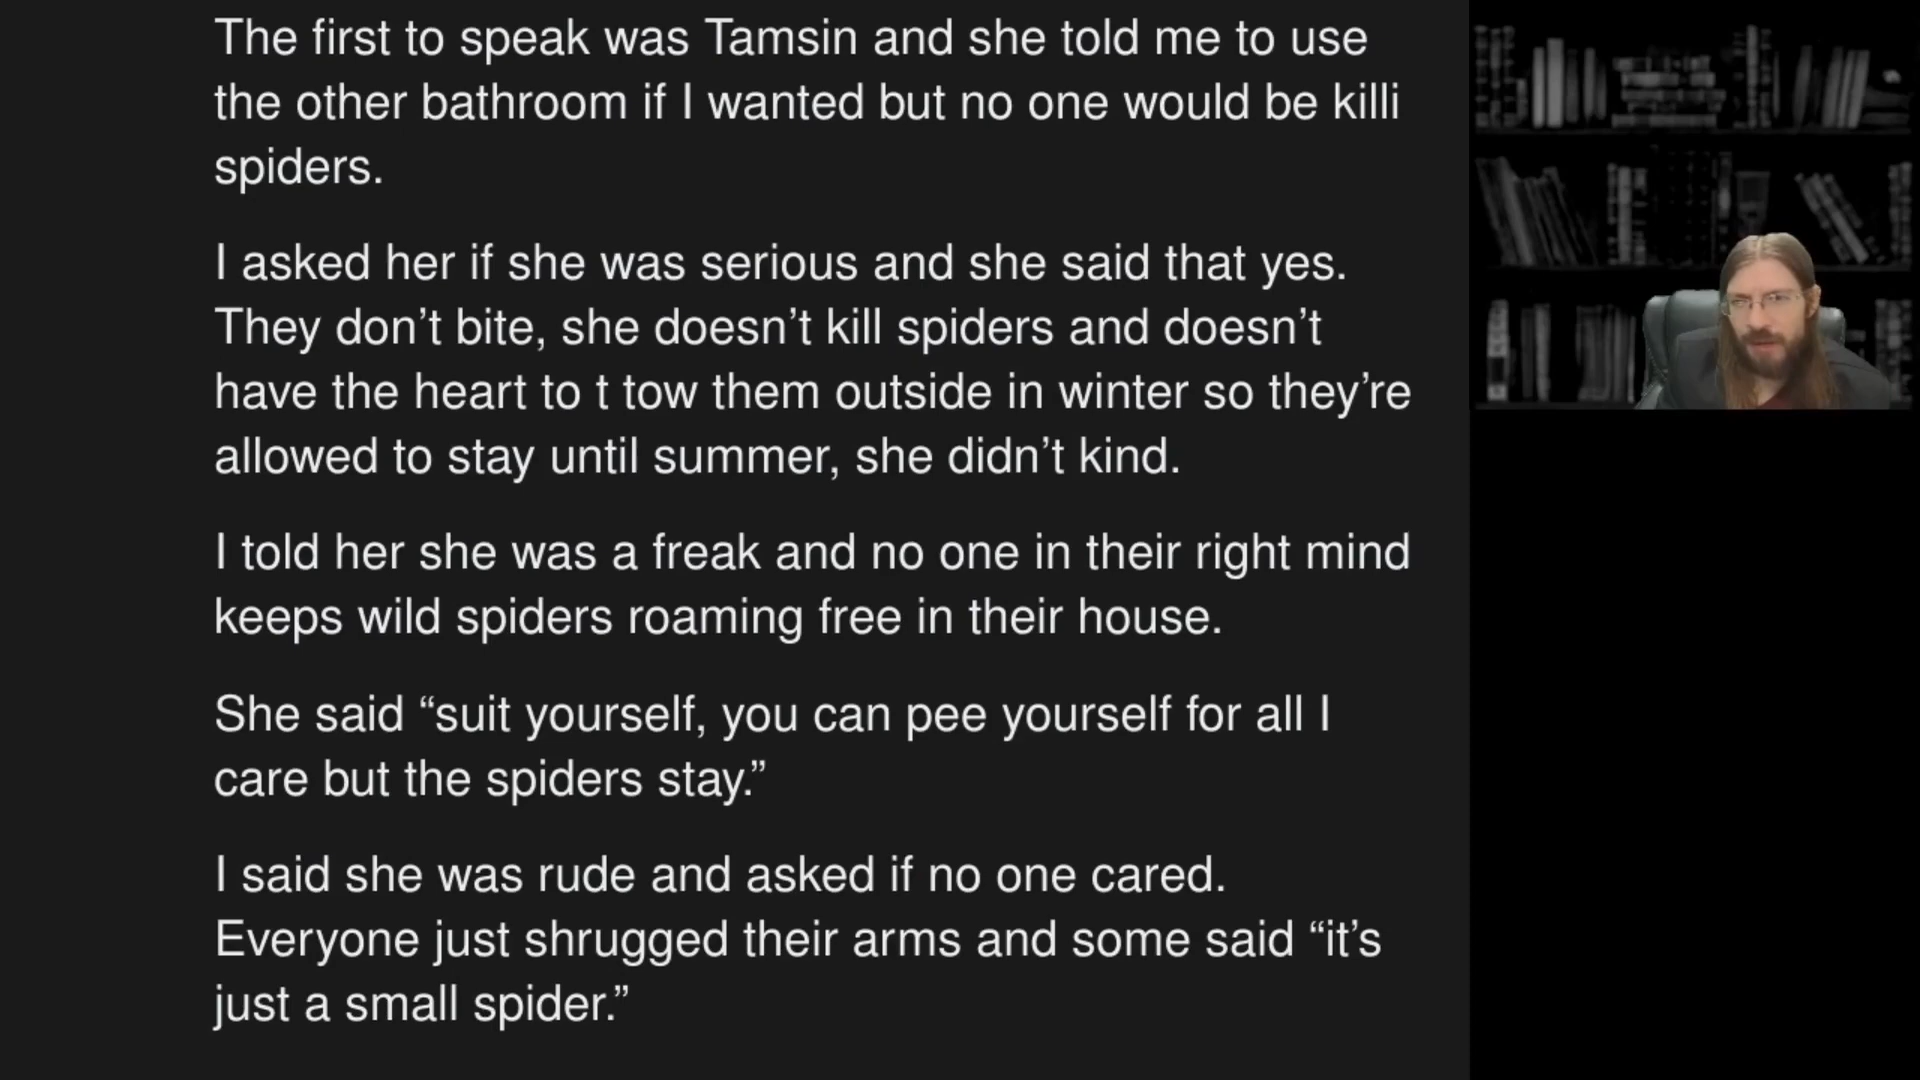 The first to speak was Tamsin and she told me to use
the other bathroom if I wanted but no one would be killi
spiders.
I asked her if she was serious and she said that yes.
They don’t bite, she doesn’t kill spiders and doesn’t
have the heart to t tow them outside in winter so they’re
allowed to stay until summer, she didn’t kind.
I told her she was a freak and no one in their right mind
keeps wild spiders roaming free in their house.
She said “suit yourself, you can pee yourself for all I
care but the spiders stay.”
I said she was rude and asked if no one cared.
Everyone just shrugged their arms and some said “it’s
just a small spider.”